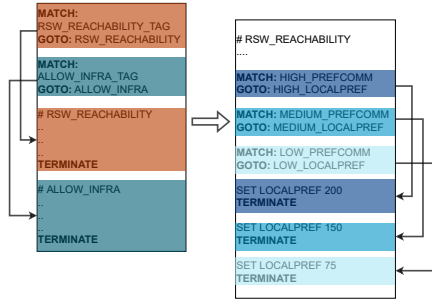 MATCH:
RSW_REACHABILITY_TAG
GOTO: RSW_REACHABILITY
MATCH:
ALLOW_INFRA_TAG
GOTO: ALLOW_INFRA
# RSW_REACHABILITY
..
..
..
TERMINATE
# ALLOW_INFRA
..
..
..
TERMINATE
# RSW_REACHABILITY
....
MATCH: HIGH_PREFCOMM
GOTO: HIGH_LOCALPREF
MATCH: MEDIUM_PREFCOMM
GOTO: MEDIUM_LOCALPREF
MATCH: LOW_PREFCOMM
GOTO: LOW_LOCALPREF
SET LOCALPREF 200
TERMINATE
SET LOCALPREF 150
TERMINATE
SET LOCALPREF 75
TERMINATE